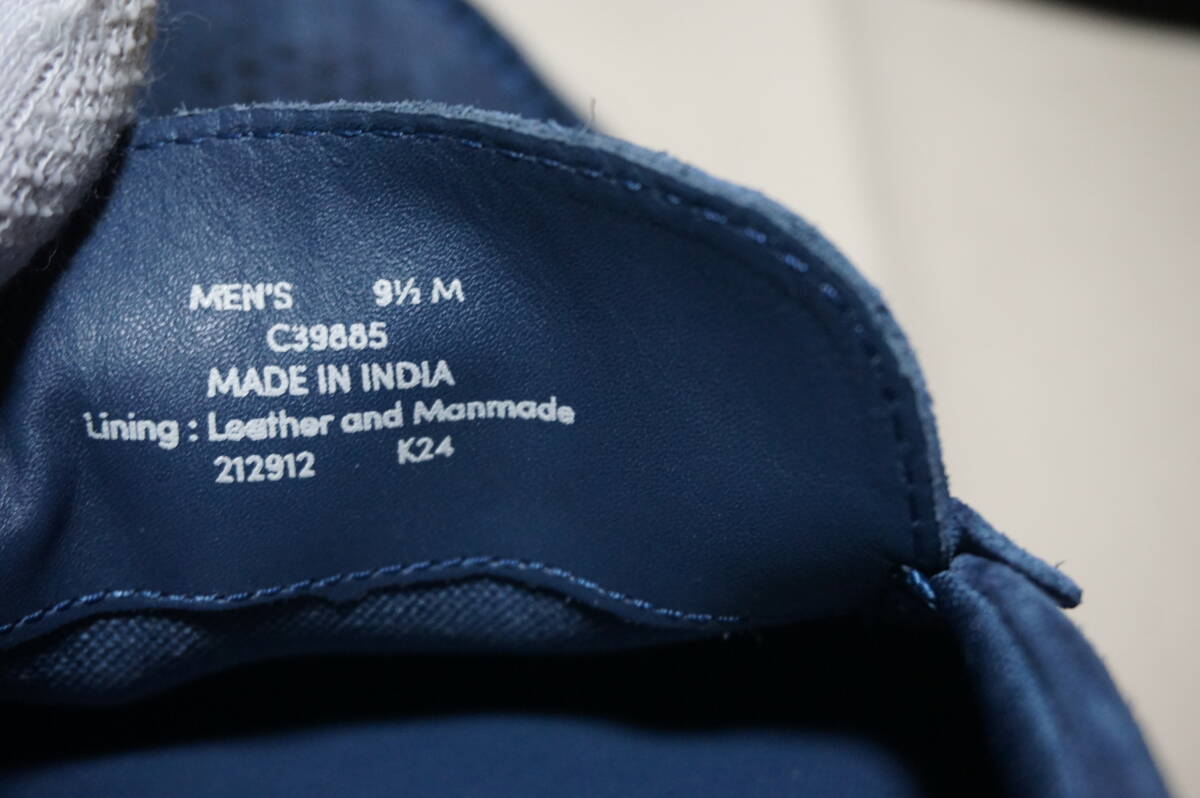 MEN'S 9½ M
C39885
MADE IN INDIA
Lining : Leather and Manmade
212912 K24